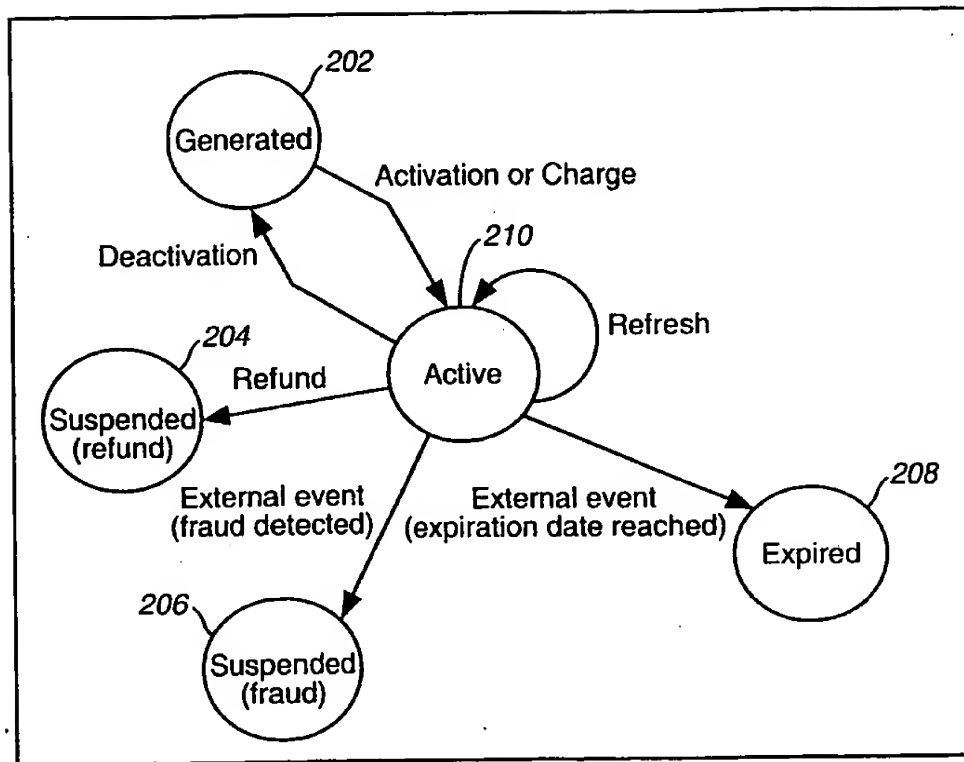 202
Generated
Activation or Charge
210
Deactivation
Refresh
204
Refund
Active
Suspended
(refund)
External event
(fraud detected)
External event
(expiration date reached)
208
Expired
206
Suspended
(fraud)